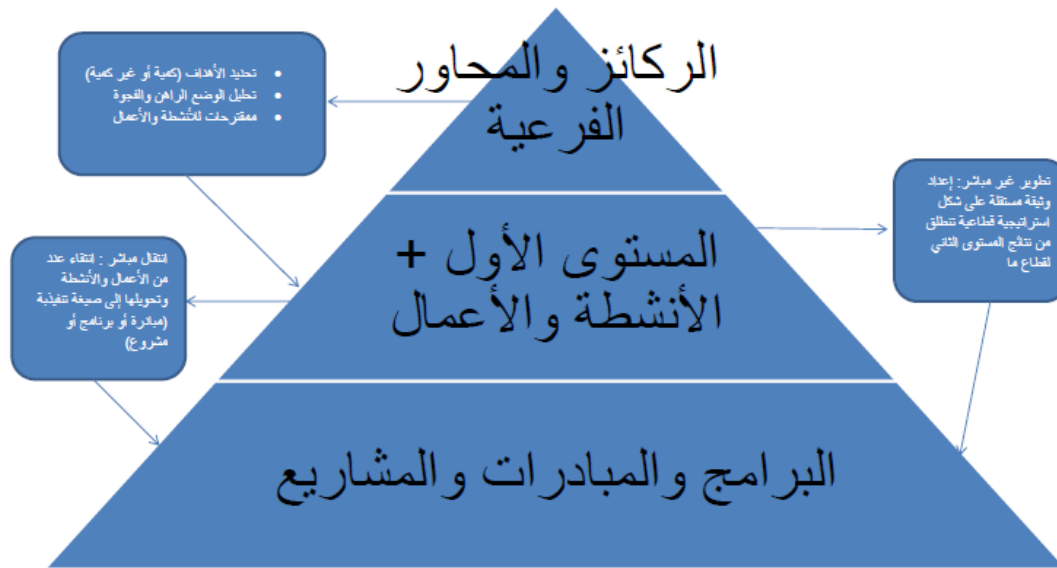 الركائز والمحاور
الفرعية
• تحديد الأهداف (كمية أو غير كمية)
• تحليل الوضع الراهن والفجوة
• ممقترحات للأنشطة والأعمال
تطوير غير مباشر: إعداد
وثيقة مستقلة على شكل
استراتيجية قطاعية تنطلق
من نتائج المستوى الثاني
لقطاع ما
المستوى الأول +
الأنشطة والأعمال
انتقال مباشر : انتقاء عدد
من الأعمال والأنشطة
وتحويلها إلى صيغة تنفيذية
(مبادرة أو برنامج أو
مشروع)
البرامج والمبادرات والمشاريع